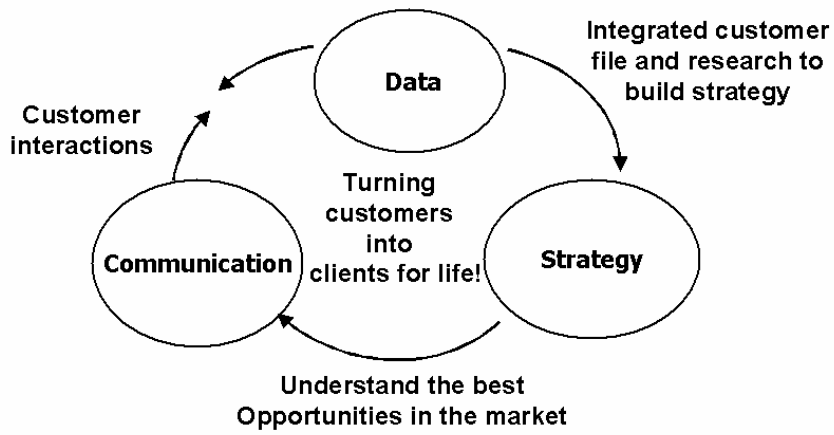 Data
Integrated customer
file and research to
build strategy
Customer
interactions
Turning
customers
into
clients for life!
Communication
Strategy
Understand the best
Opportunities in the market